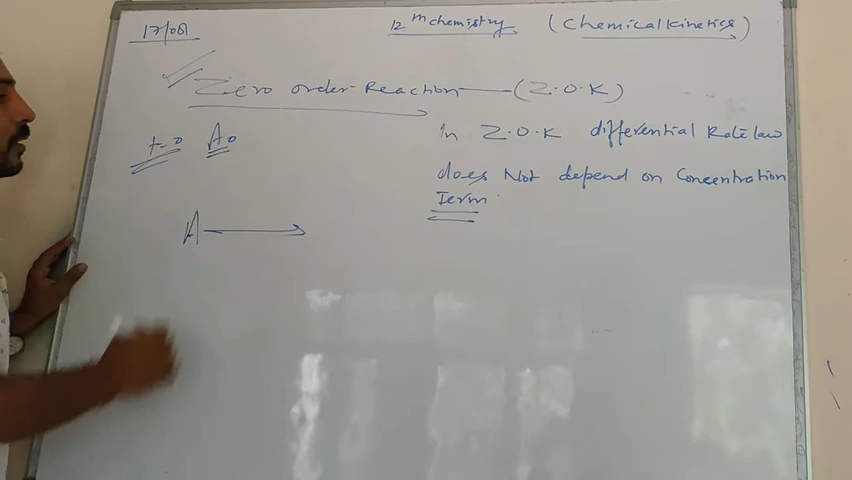 17/061
12th chemistry (Chemical kinetics)
Zero order Reaction — (Z.O.K)
t=0 A0
In Z.O.K differential Rate law
does Not depend on Concentration
Term
A →